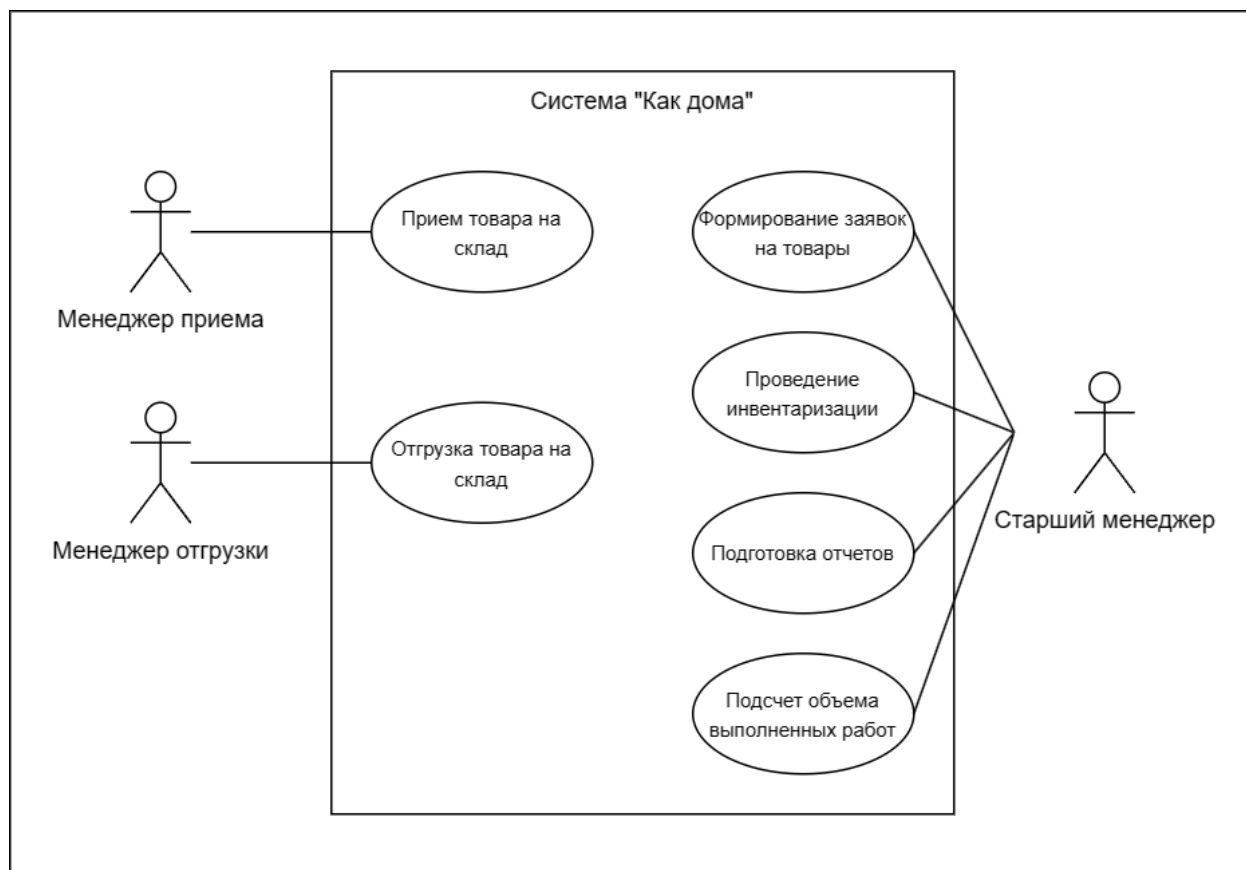 Система "Как дома"
Прием товара на
склад
Формирование заявок
на товары
Менеджер приема
Проведение
инвентаризации
Отгрузка товара на
склад
Менеджер отгрузки
Старший менеджер
Подготовка отчетов
Подсчет объема
выполненных работ